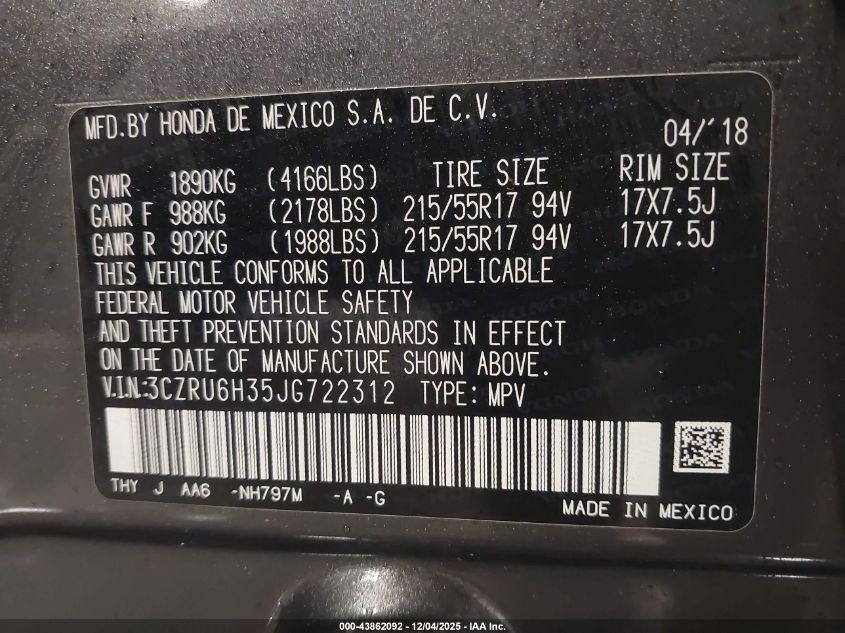 MFD.BY HONDA DE MEXICO S.A. DE C.V.
04/'18
GVWR 1890KG (4166LBS) TIRE SIZE RIM SIZE
GAWR F 988KG (2178LBS) 215/55R17 94V 17X7.5J
GAWR R 902KG (1988LBS) 215/55R17 94V 17X7.5J
THIS VEHICLE CONFORMS TO ALL APPLICABLE
FEDERAL MOTOR VEHICLE SAFETY
AND THEFT PREVENTION STANDARDS IN EFFECT
ON THE DATE OF MANUFACTURE SHOWN ABOVE.
V.I.N:3CZRU6H35JG722312 TYPE: MPV
THY J AA6 -NH797M -A -G
MADE IN MEXICO
000-43862092 - 12/04/2025 - IAA Inc.